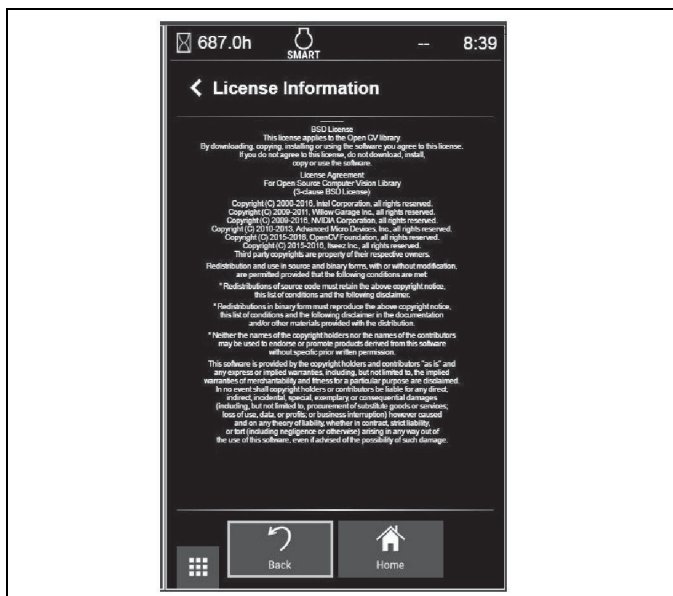 687.0h SMART -- 8:39
License Information
BSD License
This license applies to the Open CV library.
By downloading, copying, installing or using the software you agree to this license.
If you do not agree to this license, do not download, install,
copy or use the software.
License Agreement
For Open Source Computer Vision Library
(3-clause BSD License)
Copyright (C) 2000-2016, Intel Corporation, all rights reserved.
Copyright (C) 2009-2011, Willow Garage Inc., all rights reserved.
Copyright (C) 2009-2016, NVIDIA Corporation, all rights reserved.
Copyright (C) 2010-2013, Advanced Micro Devices, Inc., all rights reserved.
Copyright (C) 2015-2016, OpenCV Foundation, all rights reserved.
Copyright (C) 2015-2016, Itseez Inc., all rights reserved.
Third party copyrights are property of their respective owners.
Redistribution and use in source and binary forms, with or without modification,
are permitted provided that the following conditions are met:
* Redistributions of source code must retain the above copyright notice,
this list of conditions and the following disclaimer.
* Redistributions in binary form must reproduce the above copyright notice,
this list of conditions and the following disclaimer in the documentation
and/or other materials provided with the distribution.
* Neither the names of the copyright holders nor the names of the contributors
may be used to endorse or promote products derived from this software
without specific prior written permission.
This software is provided by the copyright holders and contributors "as is" and
any express or implied warranties, including, but not limited to, the implied
warranties of merchantability and fitness for a particular purpose are disclaimed.
In no event shall copyright holders or contributors be liable for any direct,
indirect, incidental, special, exemplary, or consequential damages
(including, but not limited to, procurement of substitute goods or services;
loss of use, data, or profits; or business interruption) however caused
and on any theory of liability, whether in contract, strict liability,
or tort (including negligence or otherwise) arising in any way out of
the use of this software, even if advised of the possibility of such damage.
Back Home